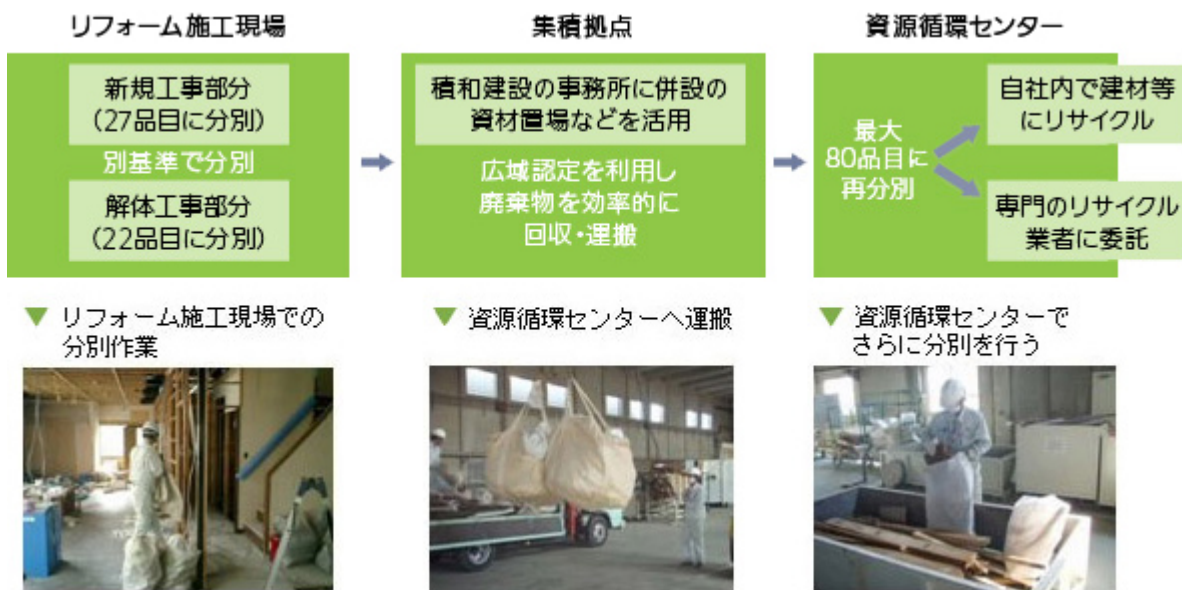 リフォーム施工現場
新規工事部分
（27品目に分別）
別基準で分別
解体工事部分
（22品目に分別）
集積拠点
積和建設の事務所に併設の
資材置場などを活用
広域認定を利用し
廃棄物を効率的に
回収・運搬
資源循環センター
最大
80品目に
再分別
自社内で建材等
にリサイクル
専門のリサイクル
業者に委託
▼ リフォーム施工現場での
分別作業
▼ 資源循環センターへ運搬
▼ 資源循環センターで
さらに分別を行う